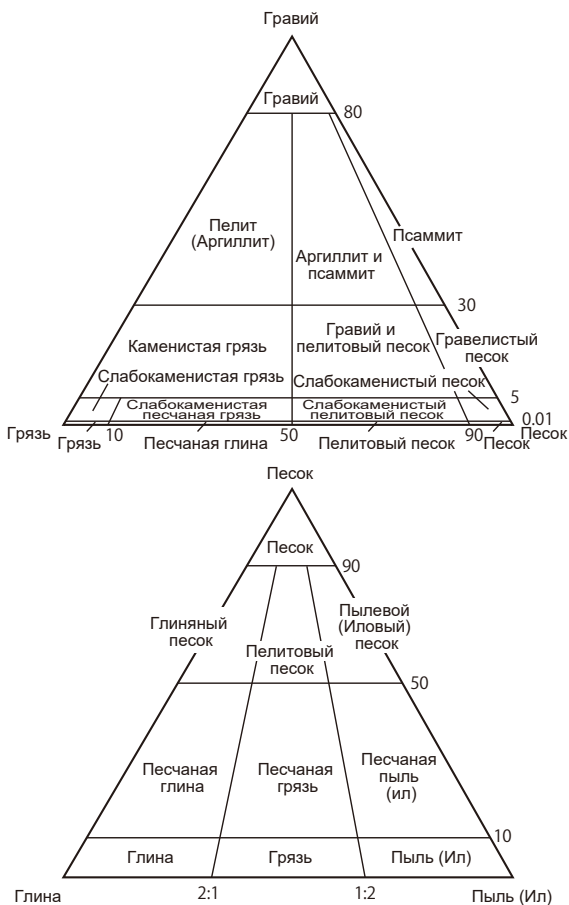 Гравий
Гравий
80
Пелит
(Аргиллит)
Псаммит
Аргиллит и
псаммит
30
Каменистая грязь
Гравий и
пелитовый песок
Гравелистый
песок
Слабокаменистая грязь
Слабокаменистый песок
5
Слабокаменистая
песчаная грязь
Слабокаменистый
пелитовый песок
0.01
Грязь
Грязь
10
Песчаная глина
50
Пелитовый песок
90
Песок
Песок
Песок
Песок
90
Глиняный
песок
Пылевой
(Иловый)
песок
Пелитовый
песок
50
Песчаная
глина
Песчаная
грязь
Песчаная
пыль
(ил)
10
Глина
Грязь
Пыль (Ил)
Глина
2:1
1:2
Пыль (Ил)